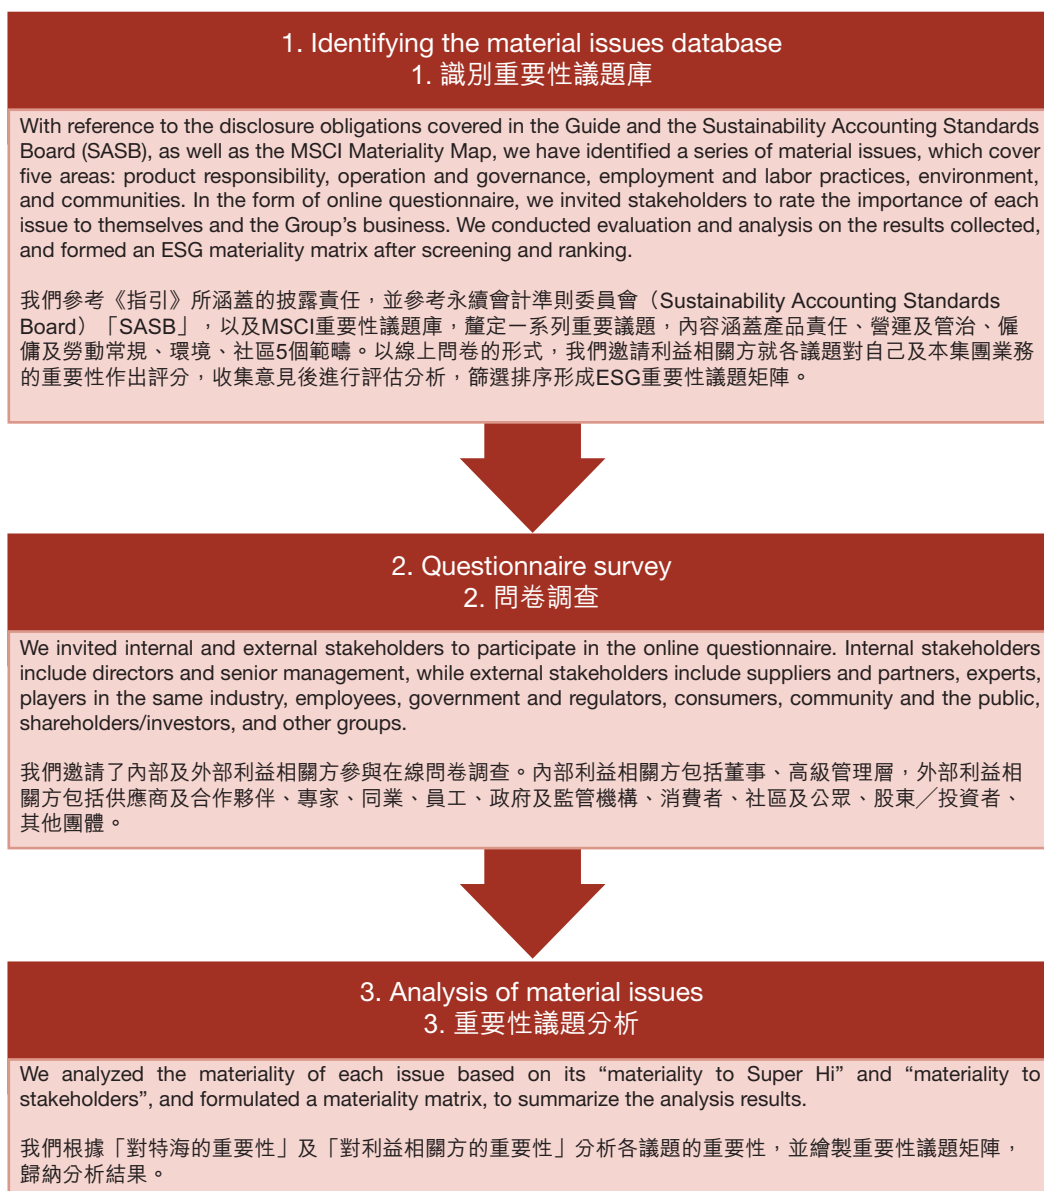 1. Identifying the material issues database
1. 識別重要性議題庫
With reference to the disclosure obligations covered in the Guide and the Sustainability Accounting Standards
Board (SASB), as well as the MSCI Materiality Map, we have identified a series of material issues, which cover
five areas: product responsibility, operation and governance, employment and labor practices, environment,
and communities. In the form of online questionnaire, we invited stakeholders to rate the importance of each
issue to themselves and the Group’s business. We conducted evaluation and analysis on the results collected,
and formed an ESG materiality matrix after screening and ranking.
我們參考《指引》所涵蓋的披露責任，並參考永續會計準則委員會（Sustainability Accounting Standards
Board）「SASB」，以及MSCI重要性議題庫，釐定一系列重要議題，內容涵蓋產品責任、營運及管治、僱
傭及勞動常規、環境、社區5個範疇。以線上問卷的形式，我們邀請利益相關方就各議題對自己及本集團業務
的重要性作出評分，收集意見後進行評估分析，篩選排序形成ESG重要性議題矩陣。
2. Questionnaire survey
2. 問卷調查
We invited internal and external stakeholders to participate in the online questionnaire. Internal stakeholders
include directors and senior management, while external stakeholders include suppliers and partners, experts,
players in the same industry, employees, government and regulators, consumers, community and the public,
shareholders/investors, and other groups.
我們邀請了內部及外部利益相關方參與在線問卷調查。內部利益相關方包括董事、高級管理層，外部利益相
關方包括供應商及合作夥伴、專家、同業、員工、政府及監管機構、消費者、社區及公眾、股東╱投資者、
其他團體。
3. Analysis of material issues
3. 重要性議題分析
We analyzed the materiality of each issue based on its “materiality to Super Hi” and “materiality to
stakeholders”, and formulated a materiality matrix, to summarize the analysis results.
我們根據「對特海的重要性」及「對利益相關方的重要性」分析各議題的重要性，並繪製重要性議題矩陣，
歸納分析結果。